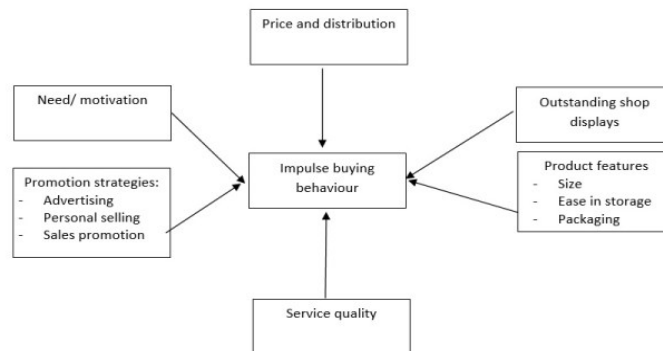 Price and distribution
Need/ motivation
Outstanding shop
displays
Impulse buying
behaviour
Promotion strategies:
- Advertising
- Personal selling
- Sales promotion
Product features
- Size
- Ease in storage
- Packaging
Service quality